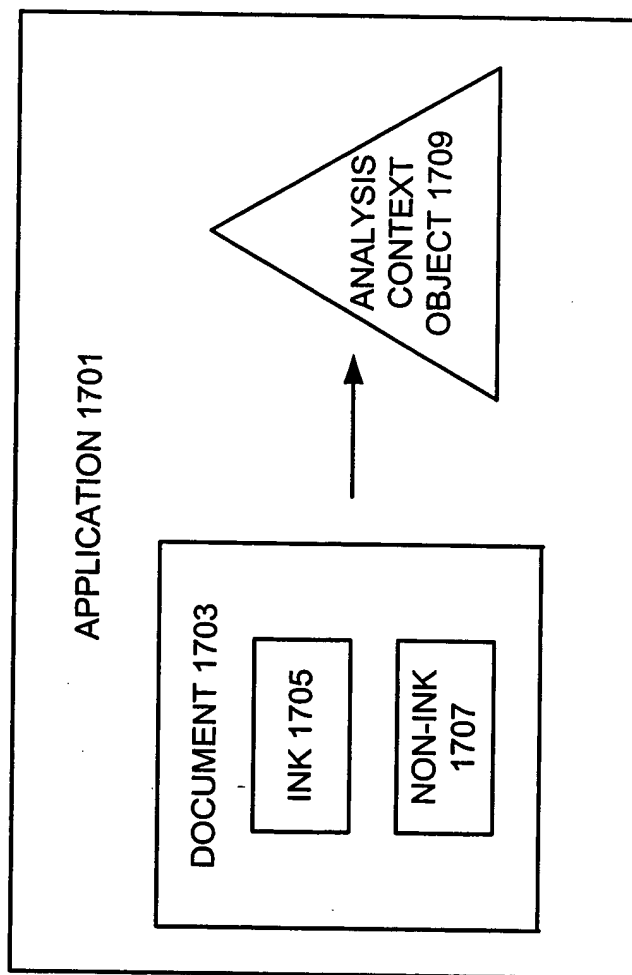 APPLICATION 1701
DOCUMENT 1703
INK 1705
NON-INK
1707
ANALYSIS
CONTEXT
OBJECT 1709